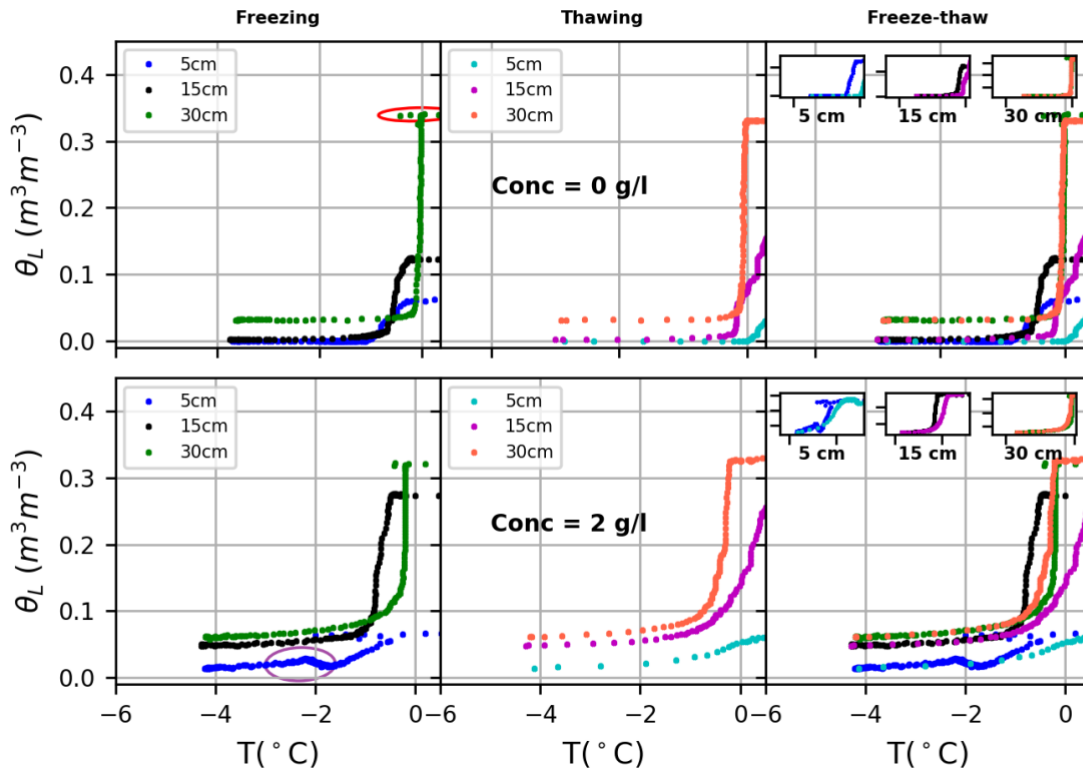 Freezing Thawing Freeze-thaw
0.4
0.3
0.2
0.1
0.0
θ_L (m³m⁻³)
5cm
15cm
30cm
5cm
15cm
30cm
Conc = 0 g/l
5 cm 15 cm 30 cm
0.4
0.3
0.2
0.1
0.0
θ_L (m³m⁻³)
5cm
15cm
30cm
5cm
15cm
30cm
Conc = 2 g/l
5 cm 15 cm 30 cm
−6 −4 −2 0 −6 −4 −2 0 −6 −4 −2 0
T(°C) T(°C) T(°C)